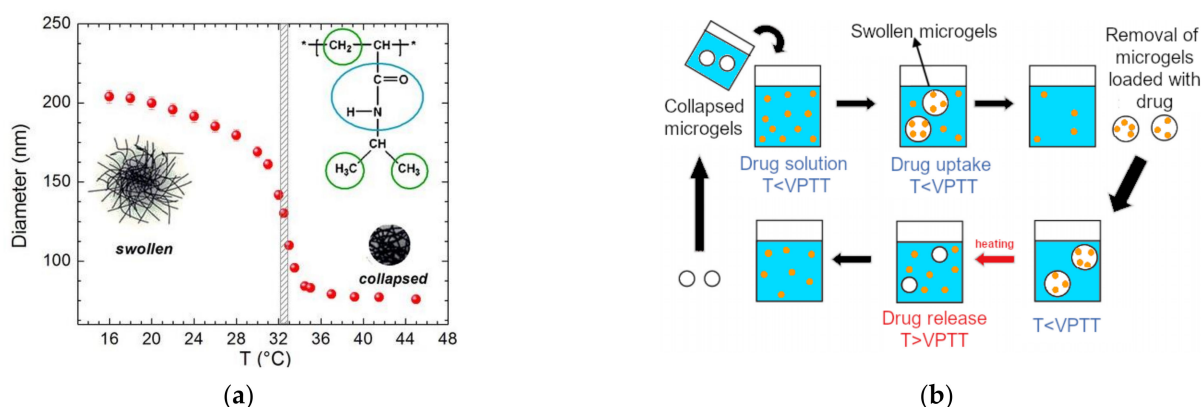 250
200
150
100
Diameter (nm)
16 20 24 28 32 36 40 44 48
T (°C)
swollen
collapsed
* CH₂ CH *
C=O
H—N
CH
H₃C CH₃
(a)
Collapsed
microgels
Drug solution
T<VPTT
Swollen microgels
Drug uptake
T<VPTT
Removal of
microgels
loaded with
drug
T<VPTT
heating
Drug release
T>VPTT
(b)